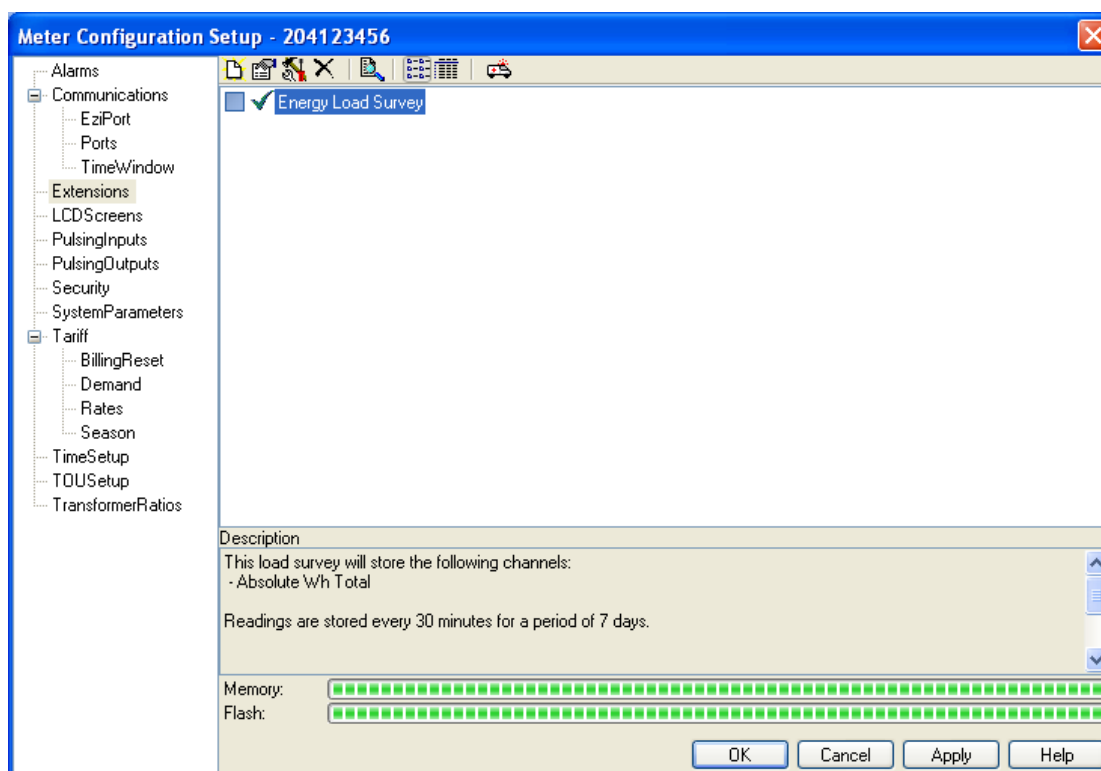 Meter Configuration Setup - 204123456
Alarms
Communications
EziPort
Ports
TimeWindow
Extensions
LCDScreens
PulsingInputs
PulsingOutputs
Security
SystemParameters
Tariff
BillingReset
Demand
Rates
Season
TimeSetup
TOUSetup
TransformerRatios
Energy Load Survey
Description
This load survey will store the following channels:
- Absolute Wh Total
Readings are stored every 30 minutes for a period of 7 days.
Memory:
Flash:
OK Cancel Apply Help